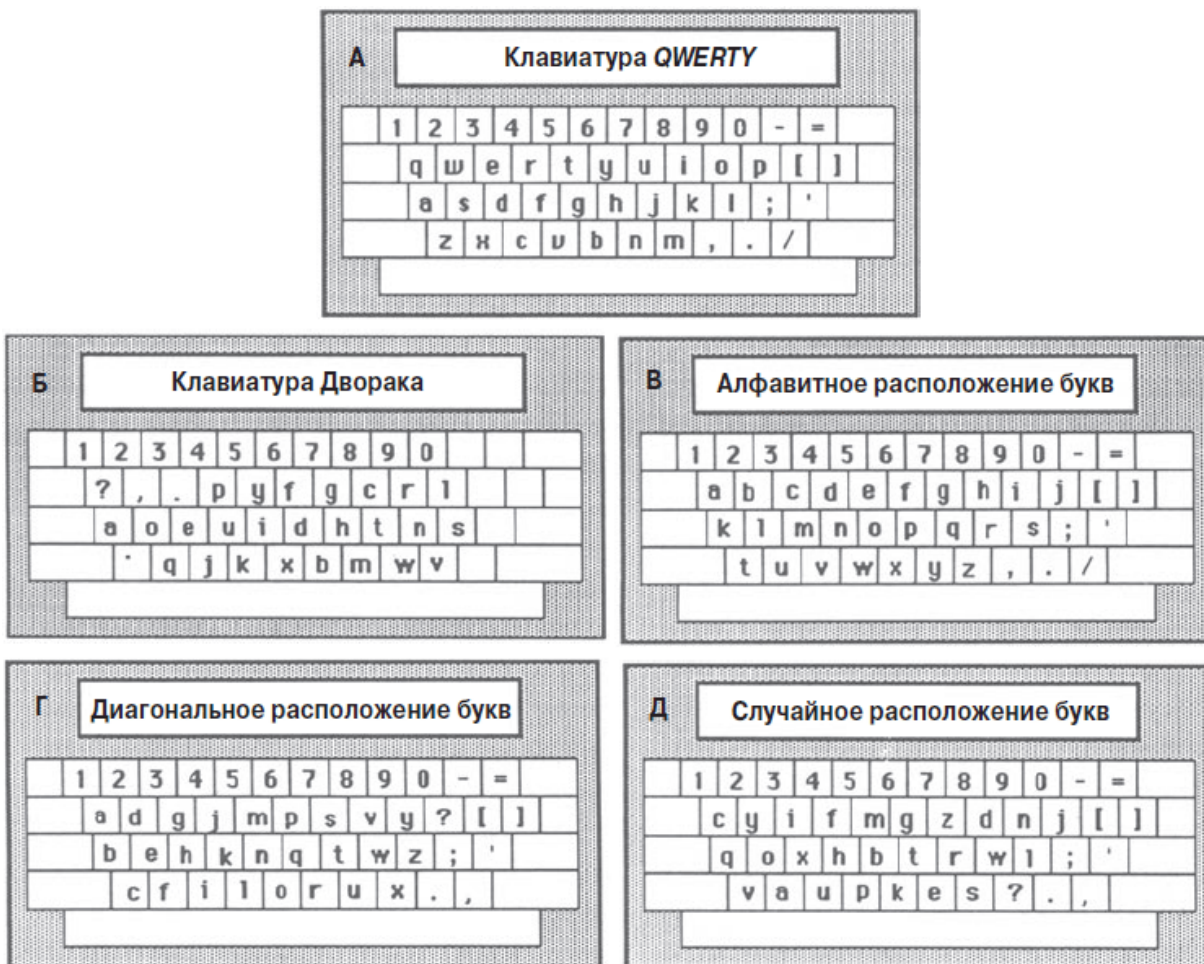 А
Клавиатура QWERTY
1 2 3 4 5 6 7 8 9 0 - =
q w e r t y u i o p [ ]
a s d f g h j k l ; '
z x c v b n m , . /
Б
Клавиатура Дворака
1 2 3 4 5 6 7 8 9 0
? , . p y f g c r l
a o e u i d h t n s
' q j k x b m w v
В
Алфавитное расположение букв
1 2 3 4 5 6 7 8 9 0 - =
a b c d e f g h i j [ ]
k l m n o p q r s ; '
t u v w x y z , . /
Г
Диагональное расположение букв
1 2 3 4 5 6 7 8 9 0 - =
a d g j m p s v y ? [ ]
b e h k n q t w z ; '
c f i l o r u x . ,
Д
Случайное расположение букв
1 2 3 4 5 6 7 8 9 0 - =
c y i f m g z d n j [ ]
q o x h b t r w l ; '
v a u p k e s ? . ,